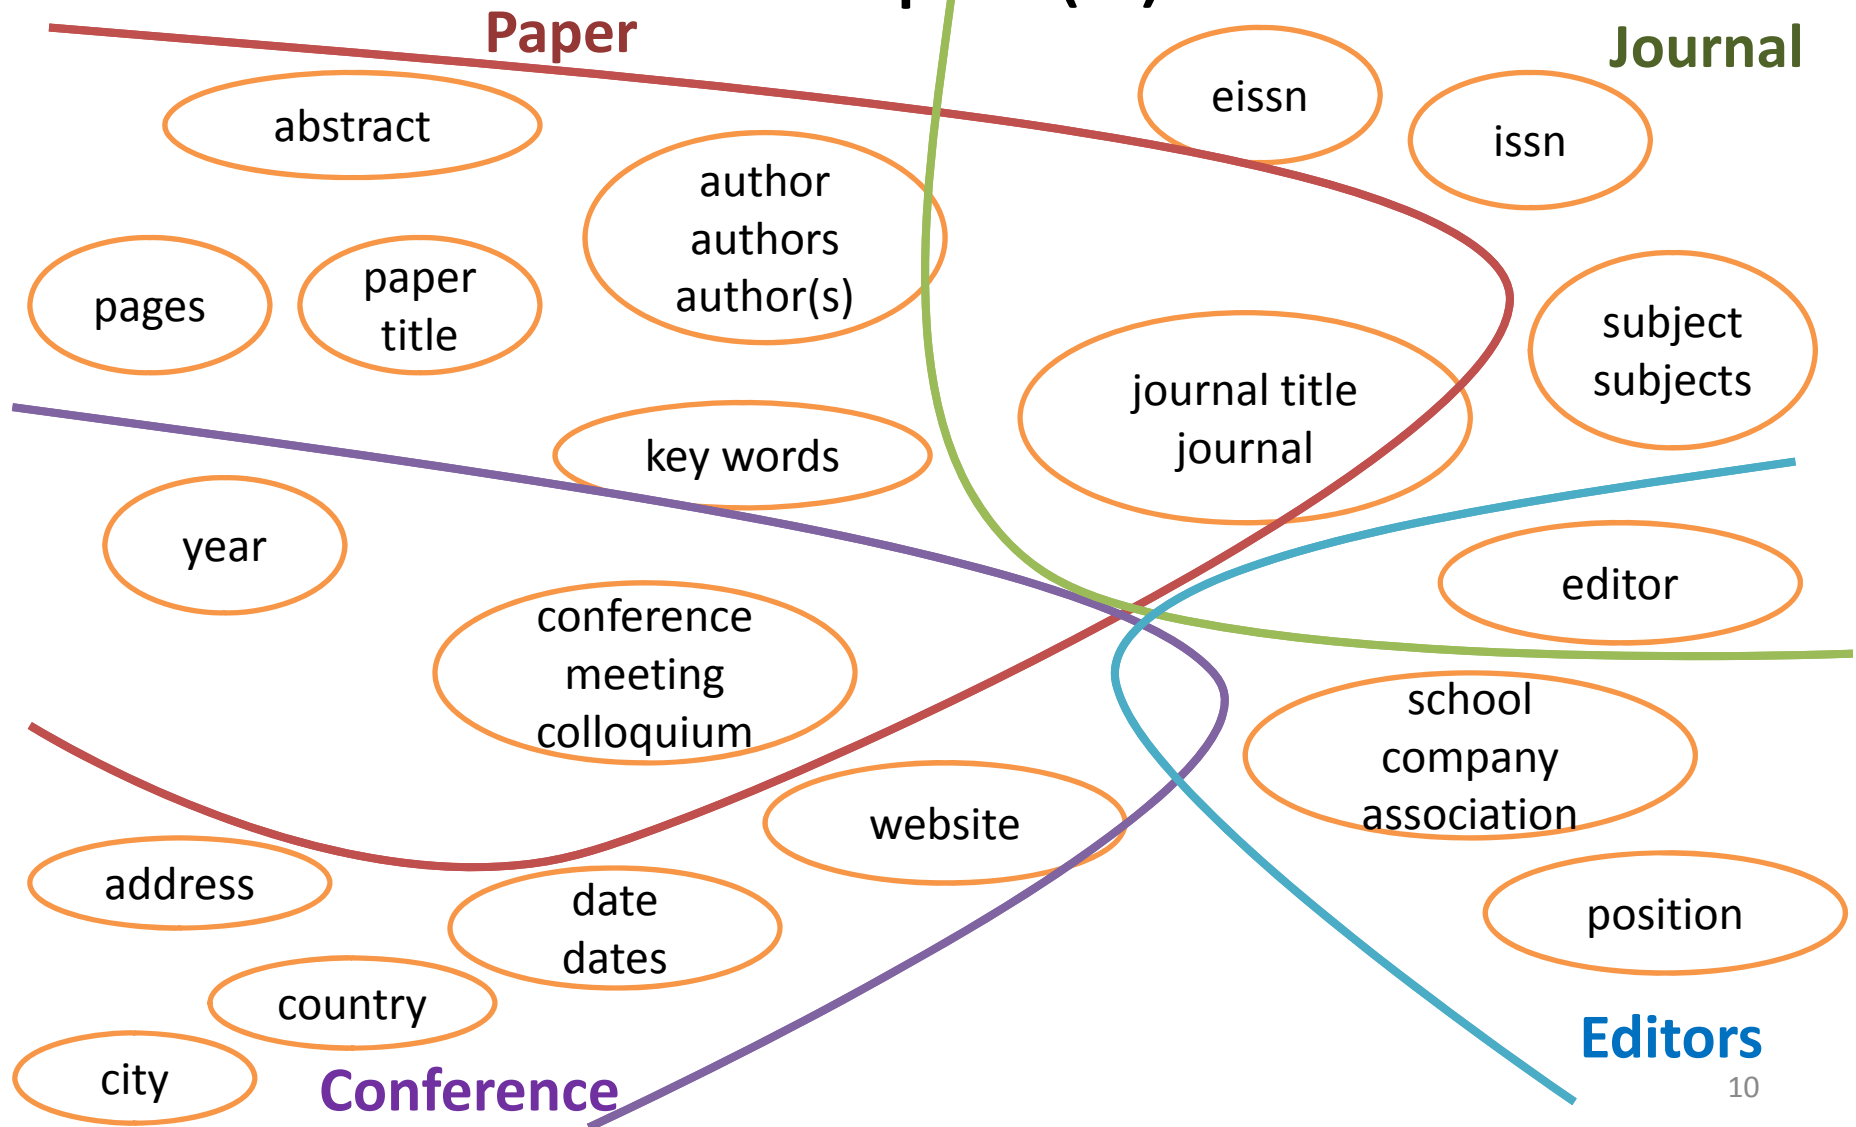 Paper
Journal
eissn
issn
abstract
author
authors
author(s)
pages
paper
title
subject
subjects
journal title
journal
key words
year
editor
conference
meeting
colloquium
school
company
association
website
address
date
dates
position
country
city
Conference
Editors
10